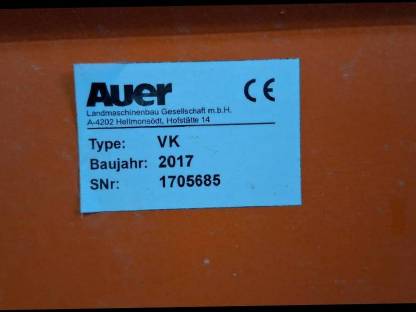 Auer CE
Landmaschinenbau Gesellschaft m.b.H.
A-4202 Hellmonsödt, Hofstätte 14
Type: VK
Baujahr: 2017
SNr: 1705685